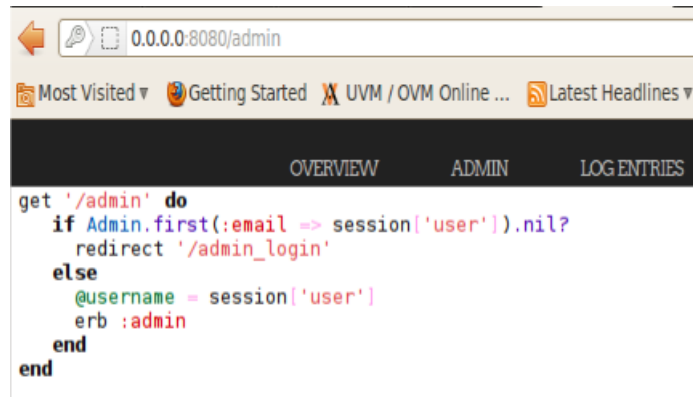 0.0.0.0:8080/admin
Most Visited Getting Started UVM / OVM Online ... Latest Headlines
OVERVIEW ADMIN LOG ENTRIES
get '/admin' do
if Admin.first(:email => session['user']).nil?
redirect '/admin_login'
else
@username = session['user']
erb :admin
end
end